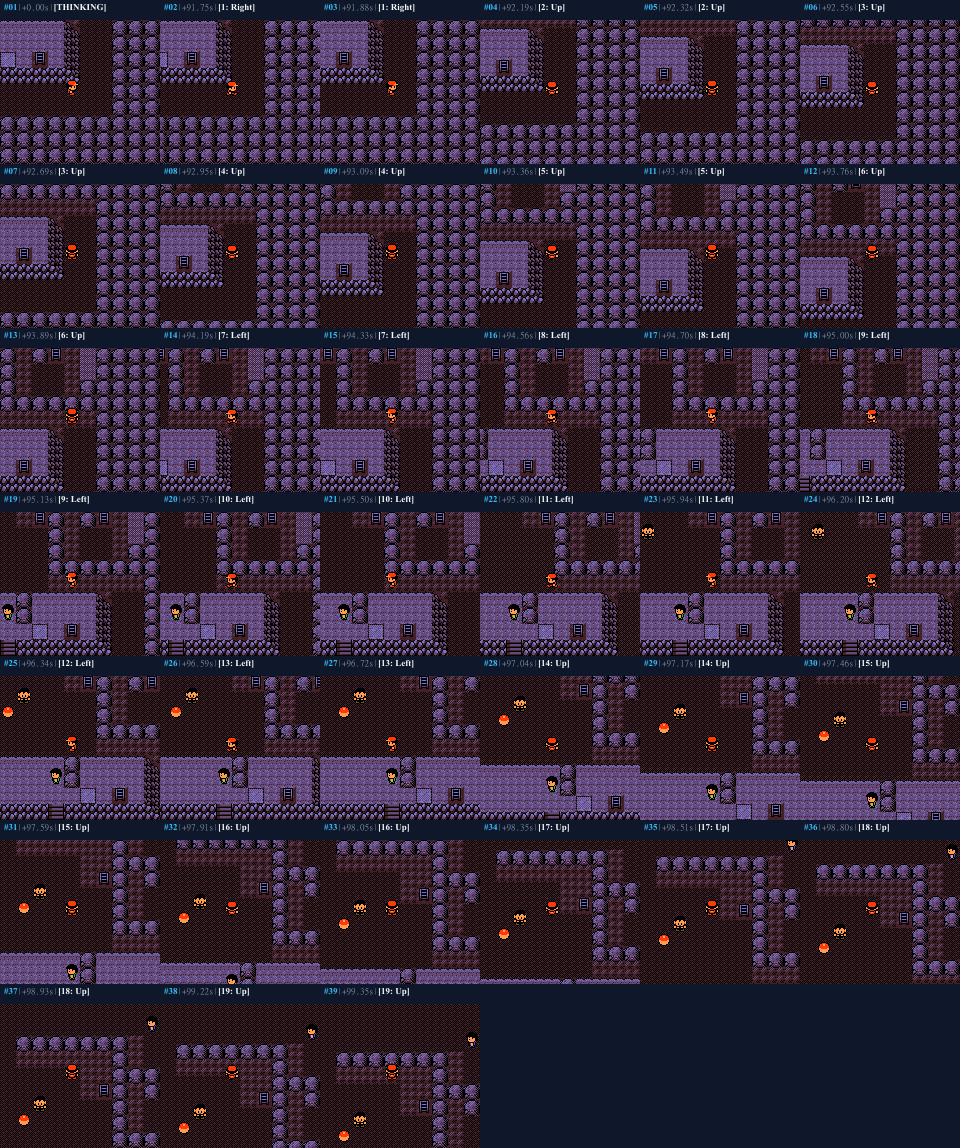 #01|+0.00s|[THINKING]
#02|+91.75s|[1: Right]
#03|+91.88s|[1: Right]
#04|+92.19s|[2: Up]
#05|+92.32s|[2: Up]
#06|+92.55s|[3: Up]
#07|+92.69s|[3: Up]
#08|+92.95s|[4: Up]
#09|+93.09s|[4: Up]
#10|+93.36s|[5: Up]
#11|+93.49s|[5: Up]
#12|+93.76s|[6: Up]
#13|+93.89s|[6: Up]
#14|+94.19s|[7: Left]
#15|+94.33s|[7: Left]
#16|+94.56s|[8: Left]
#17|+94.70s|[8: Left]
#18|+95.00s|[9: Left]
#19|+95.13s|[9: Left]
#20|+95.37s|[10: Left]
#21|+95.50s|[10: Left]
#22|+95.80s|[11: Left]
#23|+95.94s|[11: Left]
#24|+96.20s|[12: Left]
#25|+96.34s|[12: Left]
#26|+96.59s|[13: Left]
#27|+96.72s|[13: Left]
#28|+97.04s|[14: Up]
#29|+97.17s|[14: Up]
#30|+97.46s|[15: Up]
#31|+97.59s|[15: Up]
#32|+97.91s|[16: Up]
#33|+98.05s|[16: Up]
#34|+98.35s|[17: Up]
#35|+98.51s|[17: Up]
#36|+98.80s|[18: Up]
#37|+98.93s|[18: Up]
#38|+99.22s|[19: Up]
#39|+99.35s|[19: Up]